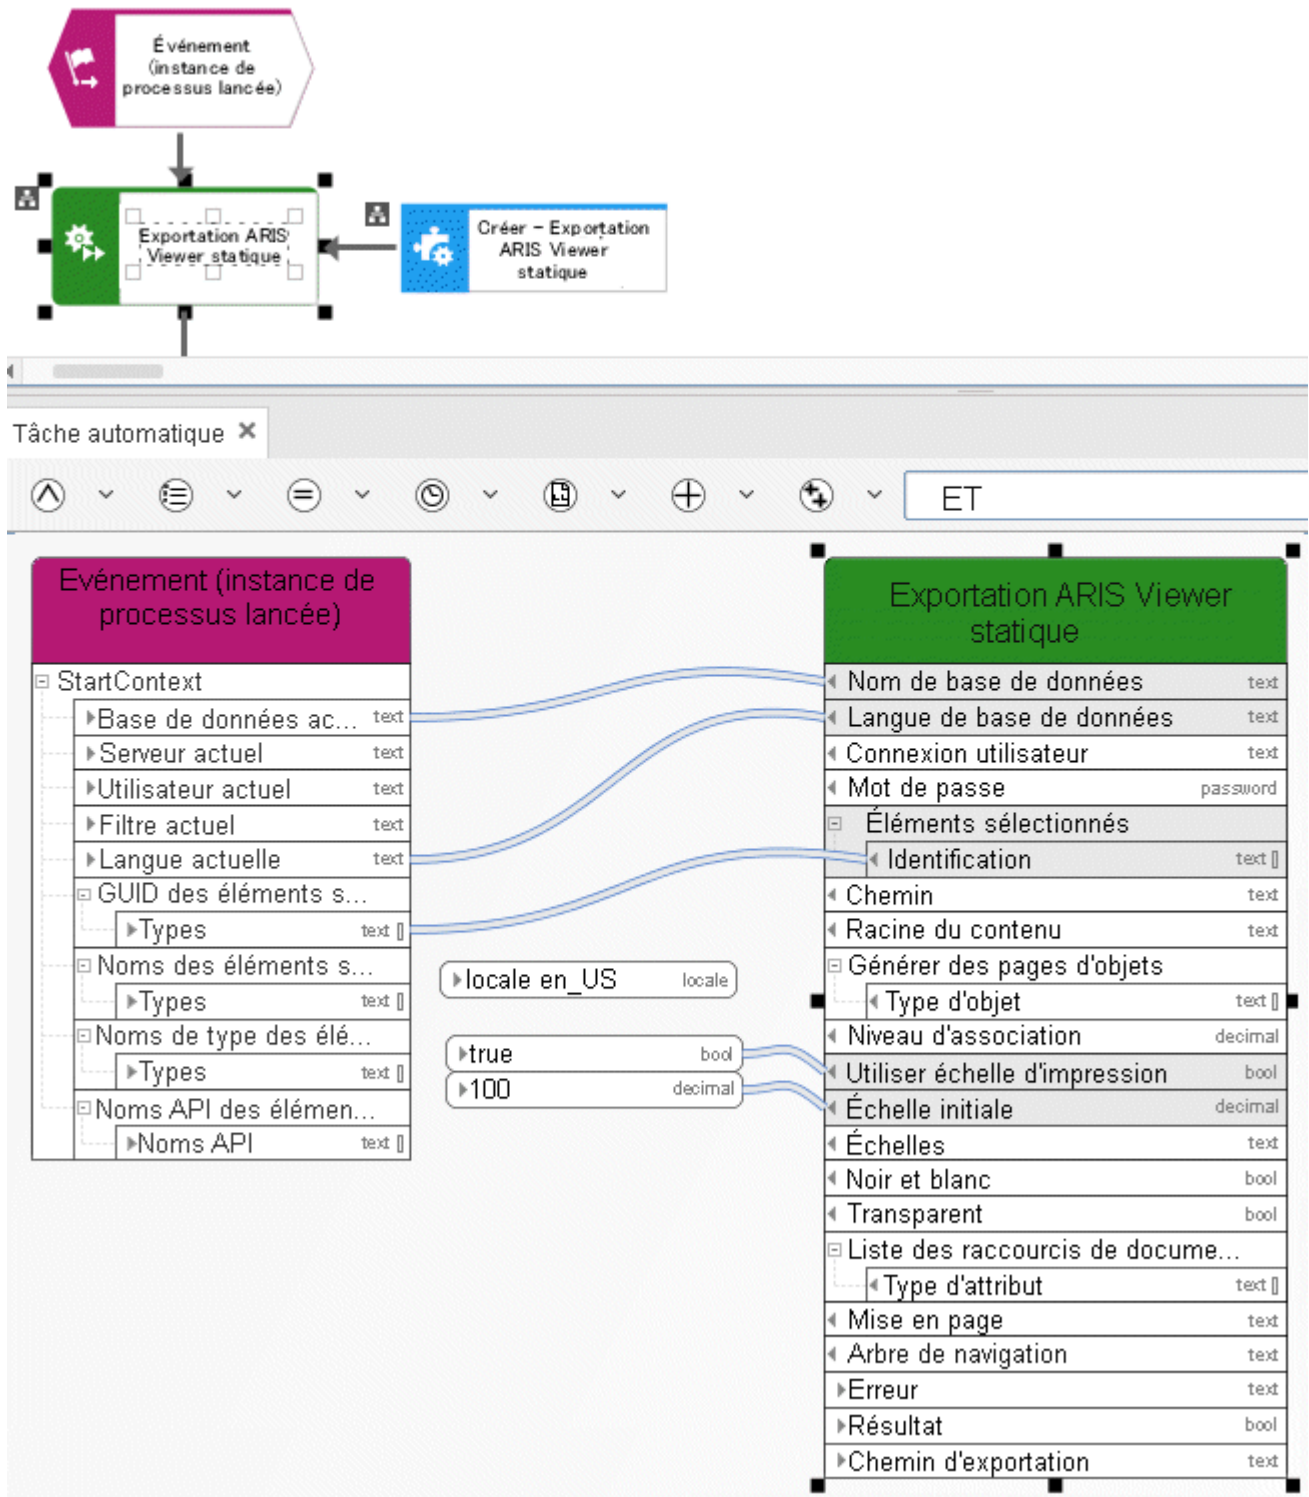 Événement
(instance de
processus lancée)
Exportation ARIS
Viewer statique
Créer - Exportation
ARIS Viewer
statique
Tâche automatique
ET
Evénement (instance de
processus lancée)
StartContext
Base de données ac... text
Serveur actuel text
Utilisateur actuel text
Filtre actuel text
Langue actuelle text
GUID des éléments s...
Types text []
Noms des éléments s...
Types text []
Noms de type des élé...
Types text []
Noms API des élémen...
Noms API text []
locale en_US locale
true bool
100 decimal
Exportation ARIS Viewer
statique
Nom de base de données text
Langue de base de données text
Connexion utilisateur text
Mot de passe password
Éléments sélectionnés
Identification text []
Chemin text
Racine du contenu text
Générer des pages d'objets
Type d'objet text []
Niveau d'association decimal
Utiliser échelle d'impression bool
Échelle initiale decimal
Échelles text
Noir et blanc bool
Transparent bool
Liste des raccourcis de docume...
Type d'attribut text []
Mise en page text
Arbre de navigation text
Erreur text
Résultat bool
Chemin d'exportation text